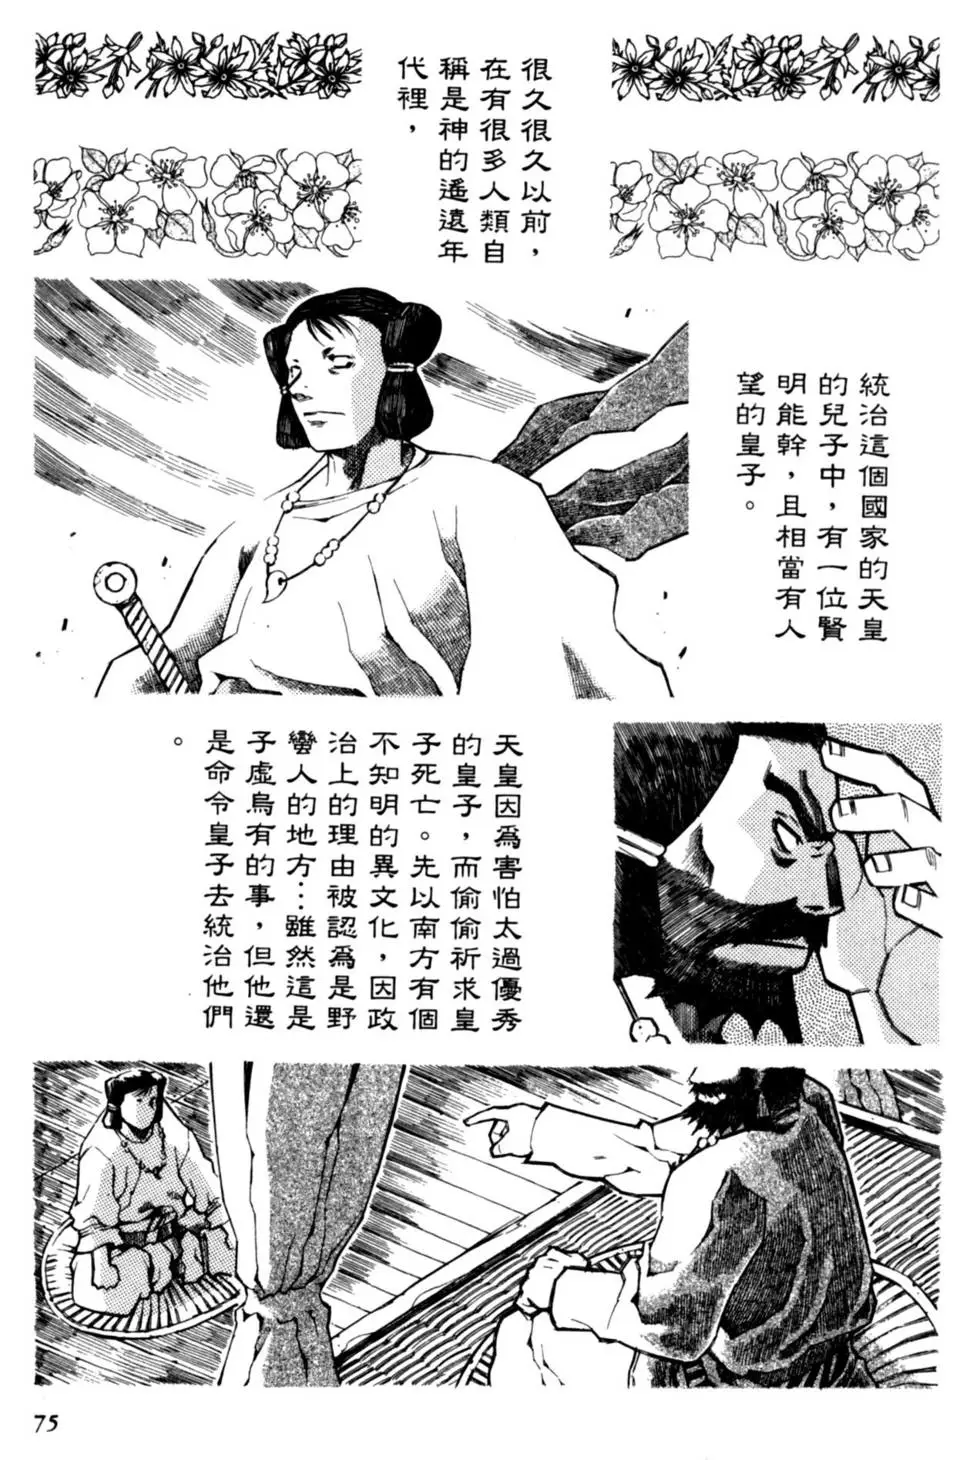 很久很久以前，
在有很多人類自
稱是神的遙遠年
代裡，
統治這個國家的天皇
的兒子中，有一位賢
明能幹，且相當有人
望的皇子。
天皇因為害怕太過優秀
的皇子，而偷偷祈求皇
子死亡。先以南方有個
不知明的異文化，因政
治上的理由被認為是野
蠻人的地方…雖然這是
子虛烏有的事，但他還
是命令皇子去統治他們
。
75